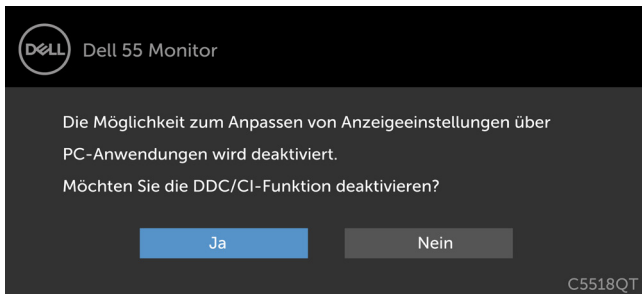 DELL Dell 55 Monitor
Die Möglichkeit zum Anpassen von Anzeigeeinstellungen über
PC-Anwendungen wird deaktiviert.
Möchten Sie die DDC/CI-Funktion deaktivieren?
Ja Nein
C5518QT